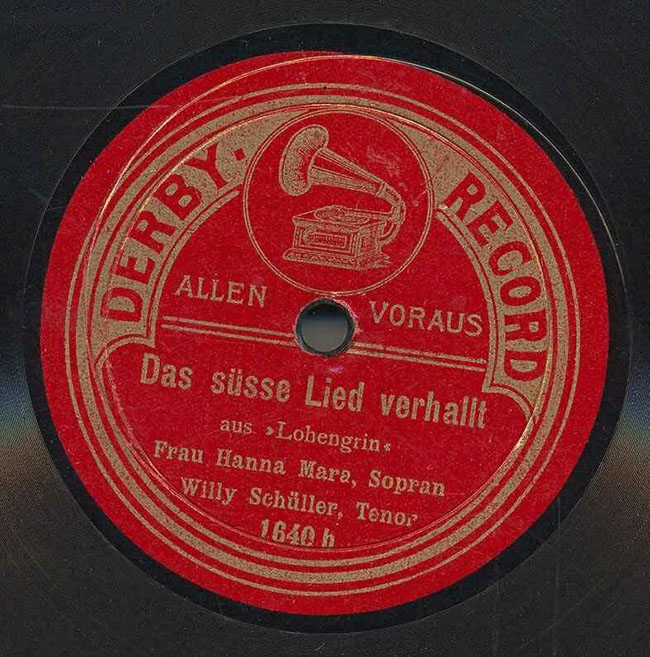 DERBY. RECORD
ALLEN VORAUS
Das süsse Lied verhallt
aus »Lohengrin«
Frau Hanna Mara, Sopran
Willy Schüller, Tenor
1640 h